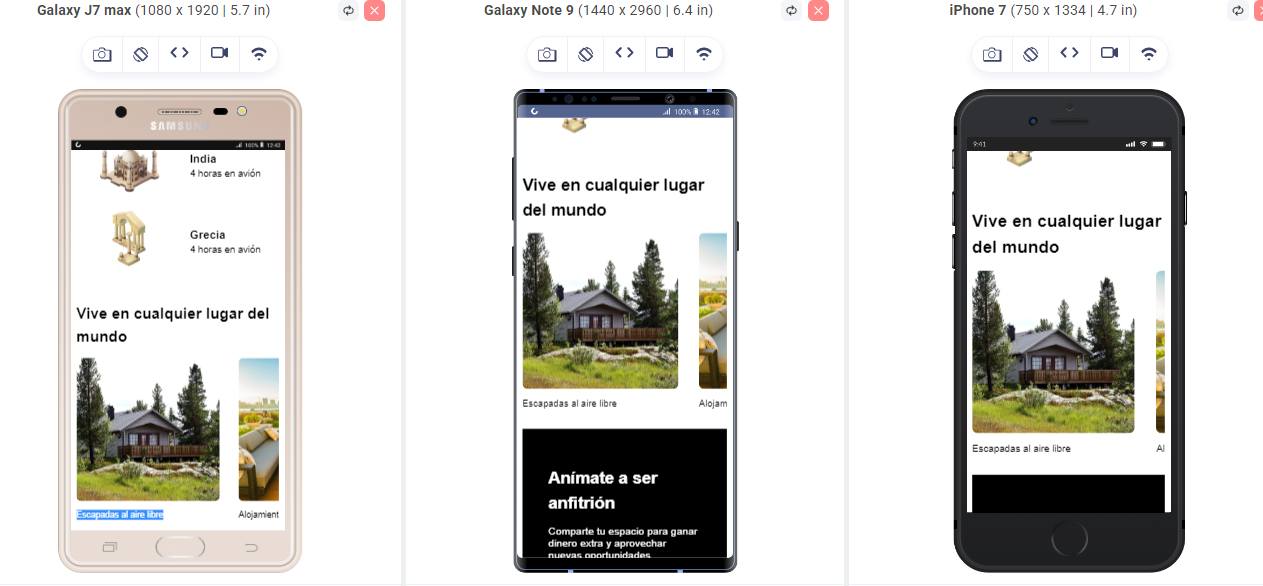 Galaxy J7 max (1080 x 1920 | 5.7 in)
SAMSUNG
100% 12:42
India
4 horas en avión
Grecia
4 horas en avión
Vive en cualquier lugar del
mundo
Escapadas al aire libre
Alojamient
Galaxy Note 9 (1440 x 2960 | 6.4 in)
100% 12:42
Vive en cualquier lugar
del mundo
Escapadas al aire libre
Alojam
Anímate a ser
anfitrión
Comparte tu espacio para ganar
dinero extra y aprovechar
nuevas oportunidades
iPhone 7 (750 x 1334 | 4.7 in)
9:41
Vive en cualquier lugar
del mundo
Escapadas al aire libre
Al